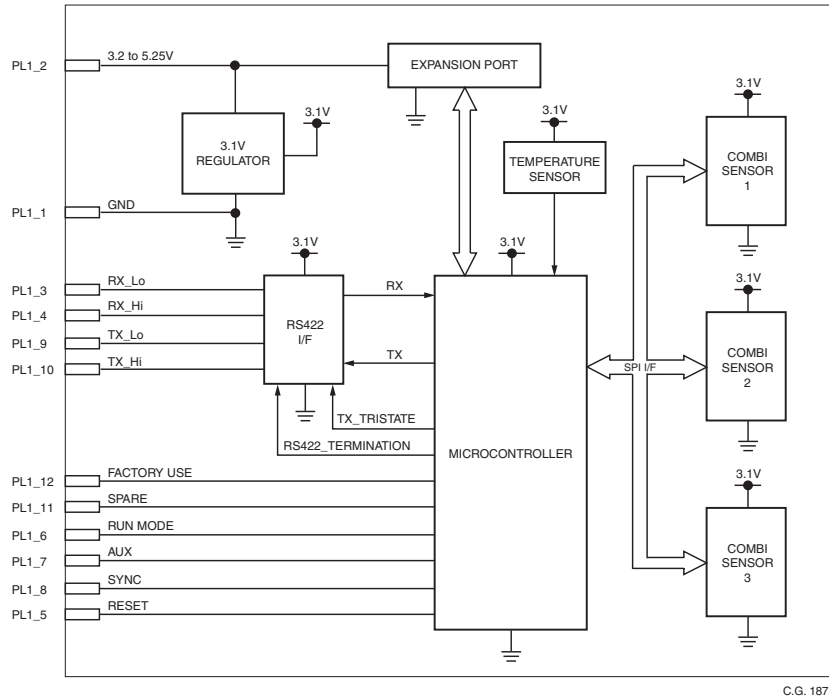 PL1_2
3.2 to 5.25V
EXPANSION PORT
3.1V
3.1V
REGULATOR
3.1V
TEMPERATURE
SENSOR
3.1V
COMBI
SENSOR
1
PL1_1
GND
3.1V
3.1V
PL1_3
RX_Lo
PL1_4
RX_Hi
PL1_9
TX_Lo
PL1_10
TX_Hi
RS422
I/F
RX
TX
TX_TRISTATE
RS422_TERMINATION
MICROCONTROLLER
SPI I/F
3.1V
COMBI
SENSOR
2
3.1V
COMBI
SENSOR
3
PL1_12
FACTORY USE
PL1_11
SPARE
PL1_6
RUN MODE
PL1_7
AUX
PL1_8
SYNC
PL1_5
RESET
C.G. 187